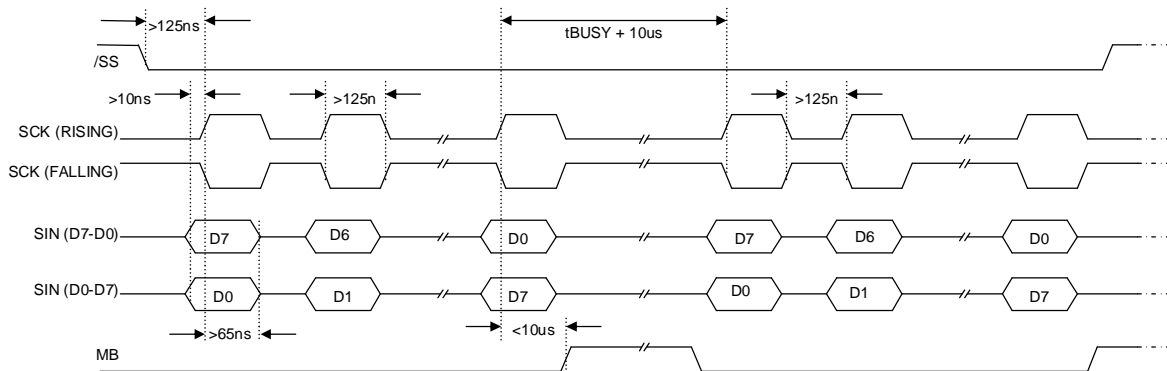 >125ns
tBUSY + 10us
/SS
>10ns
>125n
>125n
SCK (RISING)
SCK (FALLING)
SIN (D7-D0)
D7
D6
D0
D7
D6
D0
SIN (D0-D7)
D0
D1
D7
D0
D1
D7
>65ns
<10us
MB